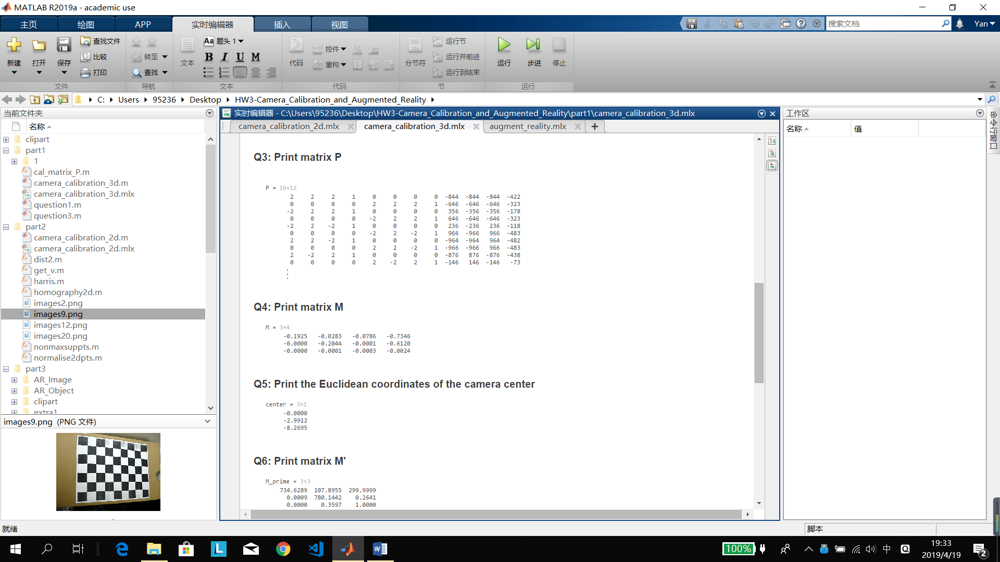 MATLAB R2019a - academic use
主页 绘图 APP 实时编辑器 插入 视图
搜索文档 Yan
新建 打开 保存 查找文件 比较 打印
文件
转至 查找
导航
文本 Aa 题头 1
B I U M
文本
代码 控件 重构
代码
分节符 运行节 运行并前进 运行到结束
节
运行 步进 停止
运行
C: Users 95236 Desktop HW3-Camera_Calibration_and_Augmented_Reality
当前文件夹
名称
clipart
part1
1
cal_matrix_P.m
camera_calibration_3d.m
camera_calibration_3d.mlx
question1.m
question3.m
part2
camera_calibration_2d.m
camera_calibration_2d.mlx
dist2.m
get_v.m
harris.m
homography2d.m
images2.png
images9.png
images12.png
images20.png
nonmaxsuppts.m
normalise2dpts.m
part3
AR_Image
AR_Object
clipart
extra1
images9.png (PNG 文件)
实时编辑器 - C:\Users\95236\Desktop\HW3-Camera_Calibration_and_Augmented_Reality\part1\camera_calibration_3d.mlx
camera_calibration_2d.mlx camera_calibration_3d.mlx augment_reality.mlx
Q3: Print matrix P
P = 16×12
2 2 2 1 0 0 0 0 -844 -844 -844 -422
0 0 0 0 2 2 2 1 -646 -646 -646 -323
-2 2 2 1 0 0 0 0 356 -356 -356 -178
0 0 0 0 -2 2 2 1 646 -646 -646 -323
-2 2 -2 1 0 0 0 0 236 -236 236 -118
0 0 0 0 -2 2 -2 1 966 -966 966 -483
2 2 -2 1 0 0 0 0 -964 -964 964 -482
0 0 0 0 2 2 -2 1 -966 -966 966 -483
2 -2 2 1 0 0 0 0 -876 876 -876 -438
0 0 0 0 2 -2 2 1 -146 146 -146 -73
Q4: Print matrix M
M = 3×4
-0.1925 -0.0283 -0.0786 -0.7346
-0.0000 -0.2044 -0.0001 -0.6120
-0.0000 -0.0001 -0.0003 -0.0024
Q5: Print the Euclidean coordinates of the camera center
center = 3×1
-0.0000
-2.9912
-8.2695
Q6: Print matrix M'
M_prime = 3×3
734.6289 107.8955 299.9999
0.0009 780.1442 0.2641
0.0000 0.3597 1.0000
工作区
名称 值
命令行窗口
就绪
脚本
100%
中
19:33
2019/4/19
2